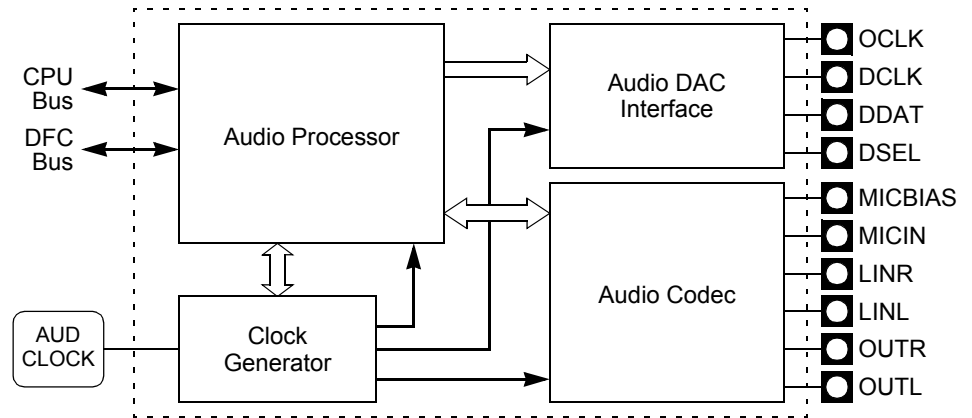 CPU
Bus
DFC
Bus
Audio Processor
Audio DAC
Interface
OCLK
DCLK
DDAT
DSEL
MICBIAS
MICIN
LINR
LINL
OUTR
OUTL
Audio Codec
AUD
CLOCK
Clock
Generator